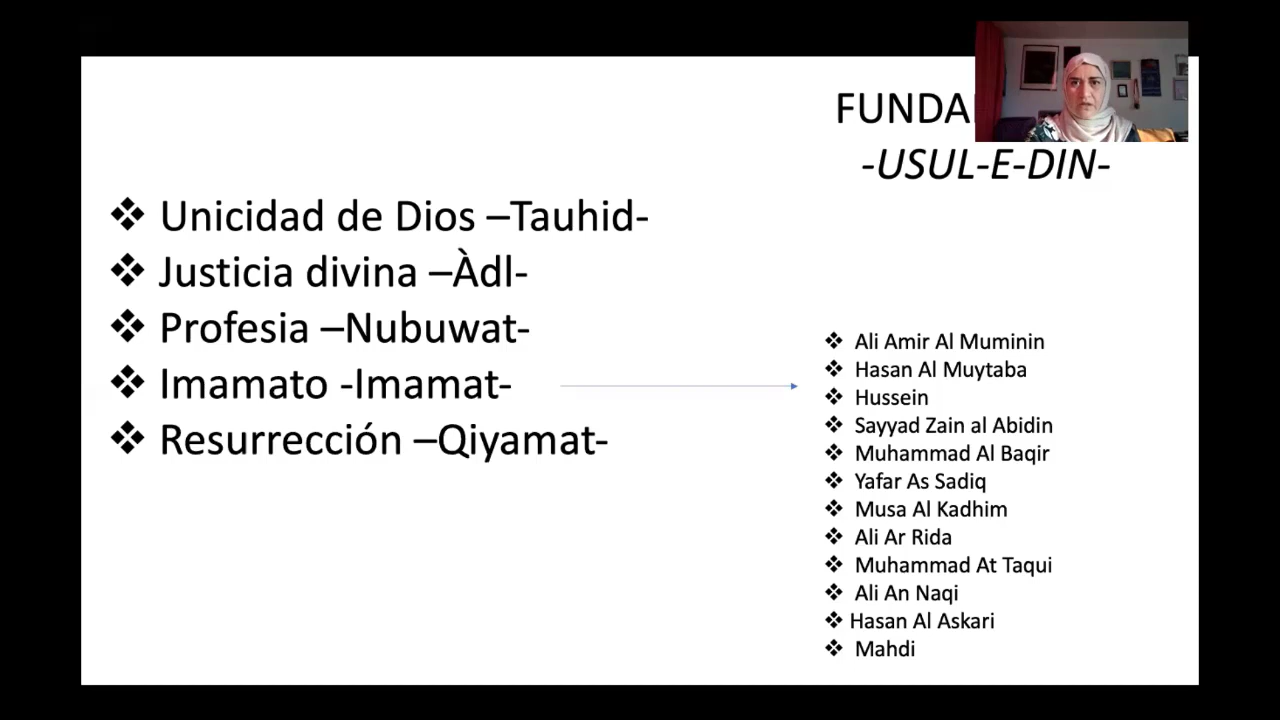 FUNDA
-USUL-E-DIN-
❖ Unicidad de Dios –Tauhid-
❖ Justicia divina –Àdl-
❖ Profesia –Nubuwat-
❖ Imamato -Imamat-
❖ Resurrección –Qiyamat-
❖ Ali Amir Al Muminin
❖ Hasan Al Muytaba
❖ Hussein
❖ Sayyad Zain al Abidin
❖ Muhammad Al Baqir
❖ Yafar As Sadiq
❖ Musa Al Kadhim
❖ Ali Ar Rida
❖ Muhammad At Taqui
❖ Ali An Naqi
❖ Hasan Al Askari
❖ Mahdi